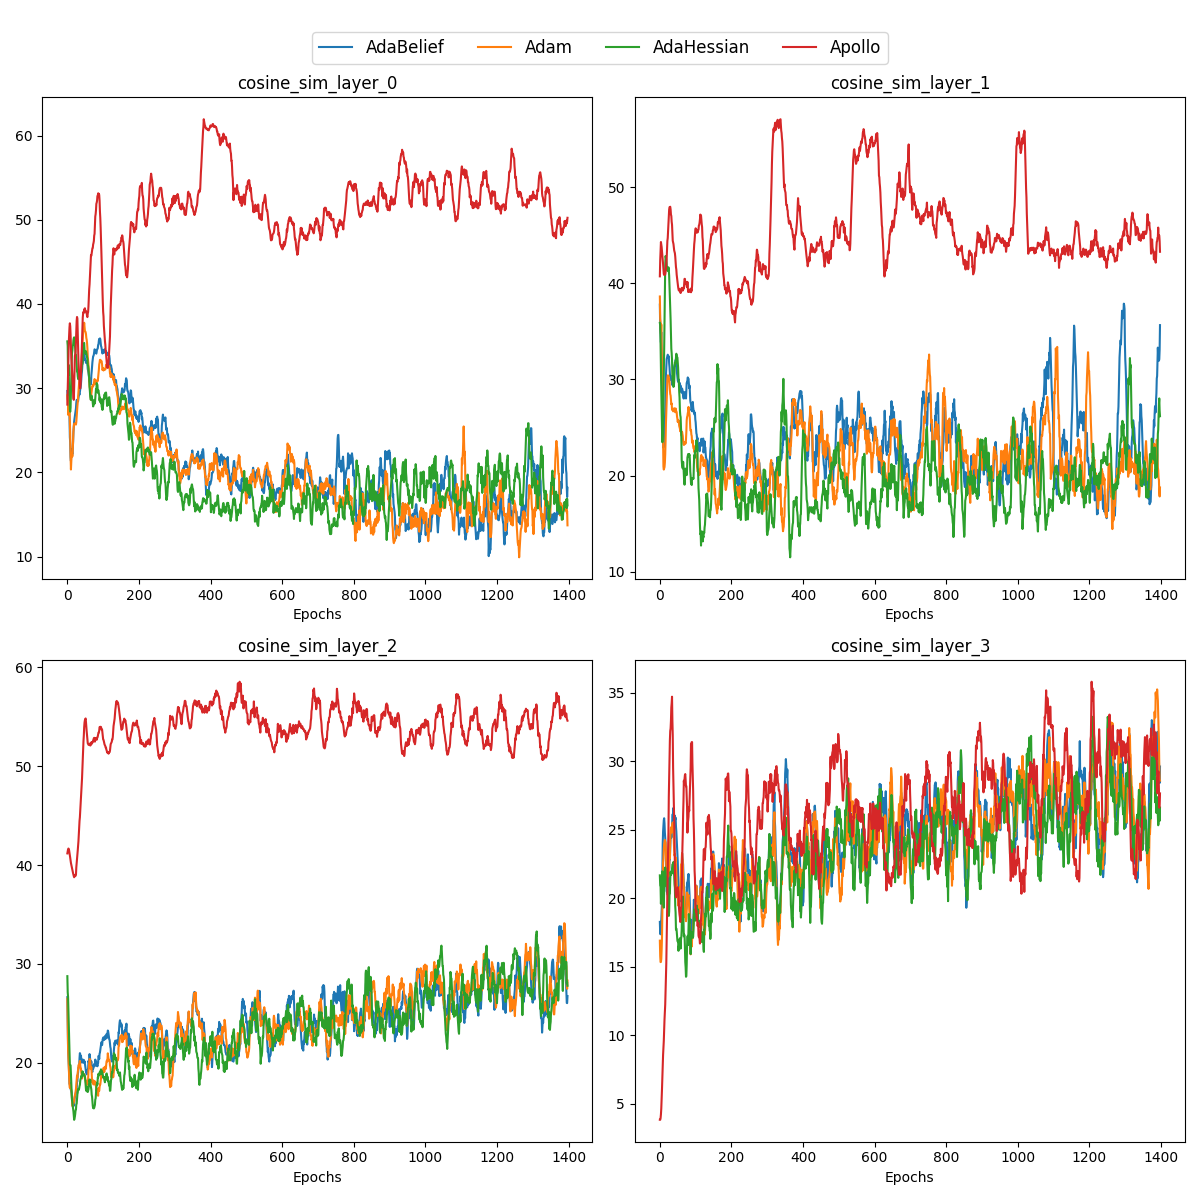 AdaBelief Adam AdaHessian Apollo
cosine_sim_layer_0
60
50
40
30
20
10
0 200 400 600 800 1000 1200 1400
Epochs
cosine_sim_layer_1
50
40
30
20
10
0 200 400 600 800 1000 1200 1400
Epochs
cosine_sim_layer_2
60
50
40
30
20
0 200 400 600 800 1000 1200 1400
Epochs
cosine_sim_layer_3
35
30
25
20
15
10
5
0 200 400 600 800 1000 1200 1400
Epochs